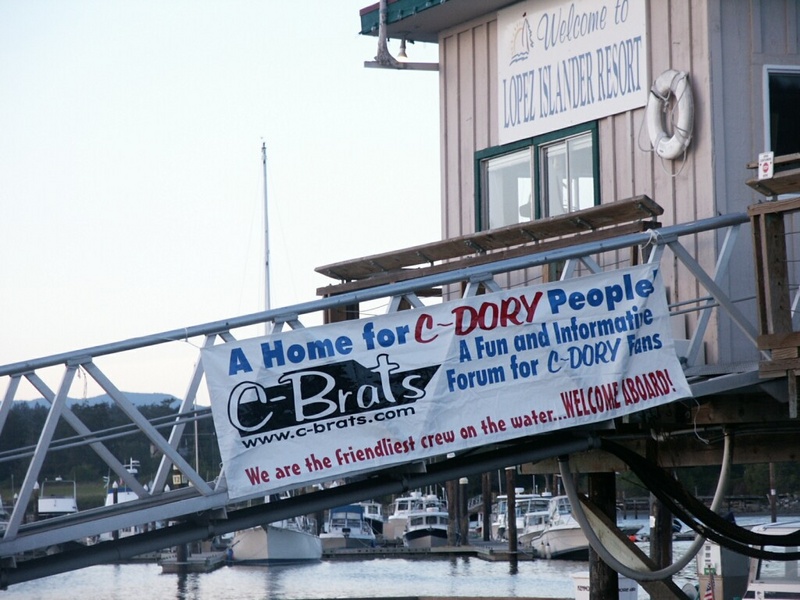 Welcome to
LOPEZ ISLANDER RESORT
A Home for C-DORY People
A Fun and Informative
Forum for C-DORY Fans
C-Brats
www.c-brats.com
We are the friendliest crew on the water...WELCOME ABOARD!